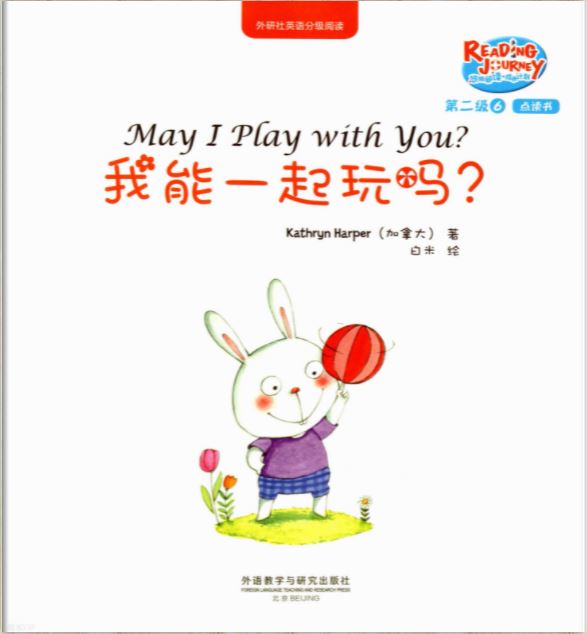 外研社英语分级阅读
READING
JOURNEY
第二级 6 点读书
May I Play with You?
我能一起玩吗?
Kathryn Harper (加拿大) 著
白米 绘
外语教学与研究出版社
FOREIGN LANGUAGE TEACHING AND RESEARCH PRESS
北京 BEIJING